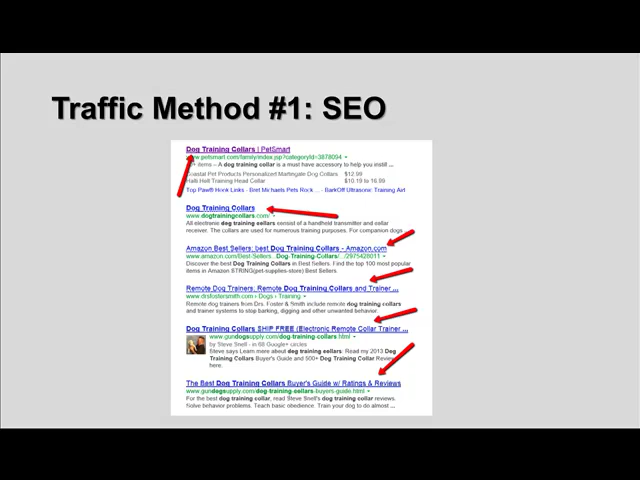 Traffic Method #1: SEO
Dog Training Collars | PetSmart
www.petsmart.com/family/index.jsp?categoryId=3878094
items – A dog training collar is a must have accessory to help you instill ...
Coastal Pet Products Personalized Martingale Dog Collars $12.99
Halti Hell Training Head Collar $10.19 to 16.99
Top Paw® Honk Links - Bret Michaels Pets Rock ... - BarkOff Ultrasonic Training Aid
Dog Training Collars
www.dogtrainingcollars.com/
All electronic dog training collars consist of a handheld transmitter and collar
receiver. The collars are used for numerous training purposes. For companion dogs
Amazon Best Sellers: best Dog Training Collars - Amazon.com
www.amazon.com/Best-Sellers...Dog-Training-Collars/.../2975428011
Discover the best Dog Training Collars in Best Sellers. Find the top 100 most popular
items in Amazon STRING(pet-supplies-store) Best Sellers.
Remote Dog Trainers; Remote Dog Training Collars and Trainer ...
www.drsfostersmith.com › Dogs › Training
Remote dog trainers from Drs. Foster & Smith include remote dog training collars
and trainer systems to stop barking, digging and other unwanted behavior.
Dog Training Collars SHIP FREE (Electronic Remote Collar Trainer ...
www.gundogsupply.com/dog-training-collars.html
by Steve Snell - in 68 Google+ circles
Steve says Learn more about dog training collars: Read my 2013 Dog
Training Collars Buyer's Guide and 500+ Dog Training Collar Reviews
here.
The Best Dog Training Collars Buyer's Guide w/ Ratings & Reviews
www.gundogsupply.com/dog-training-collars-buyers-guide.html
For the best dog training collars, read Steve Snell's dog training collar reviews.
Solve behavior problems. Teach basic obedience. Train your dog to do almost ...